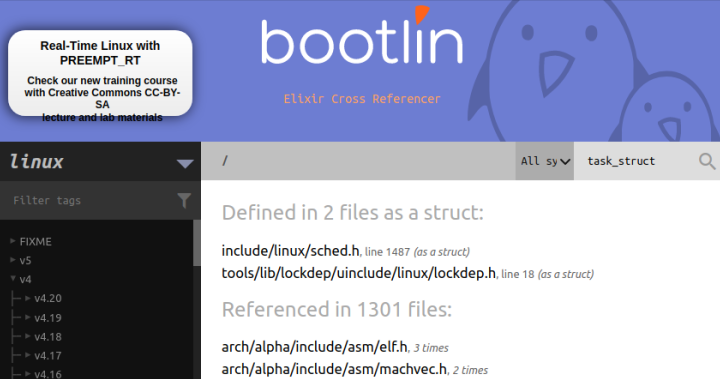 Real-Time Linux with
PREEMPT_RT
Check our new training course
with Creative Commons CC-BY-
SA
lecture and lab materials
bootlin
Elixir Cross Referencer
linux
/
All sy
task_struct
Filter tags
FIXME
v5
v4
v4.20
v4.19
v4.18
v4.17
v4.16
Defined in 2 files as a struct:
include/linux/sched.h, line 1487 (as a struct)
tools/lib/lockdep/uinclude/linux/lockdep.h, line 18 (as a struct)
Referenced in 1301 files:
arch/alpha/include/asm/elf.h, 3 times
arch/alpha/include/asm/machvec.h, 2 times